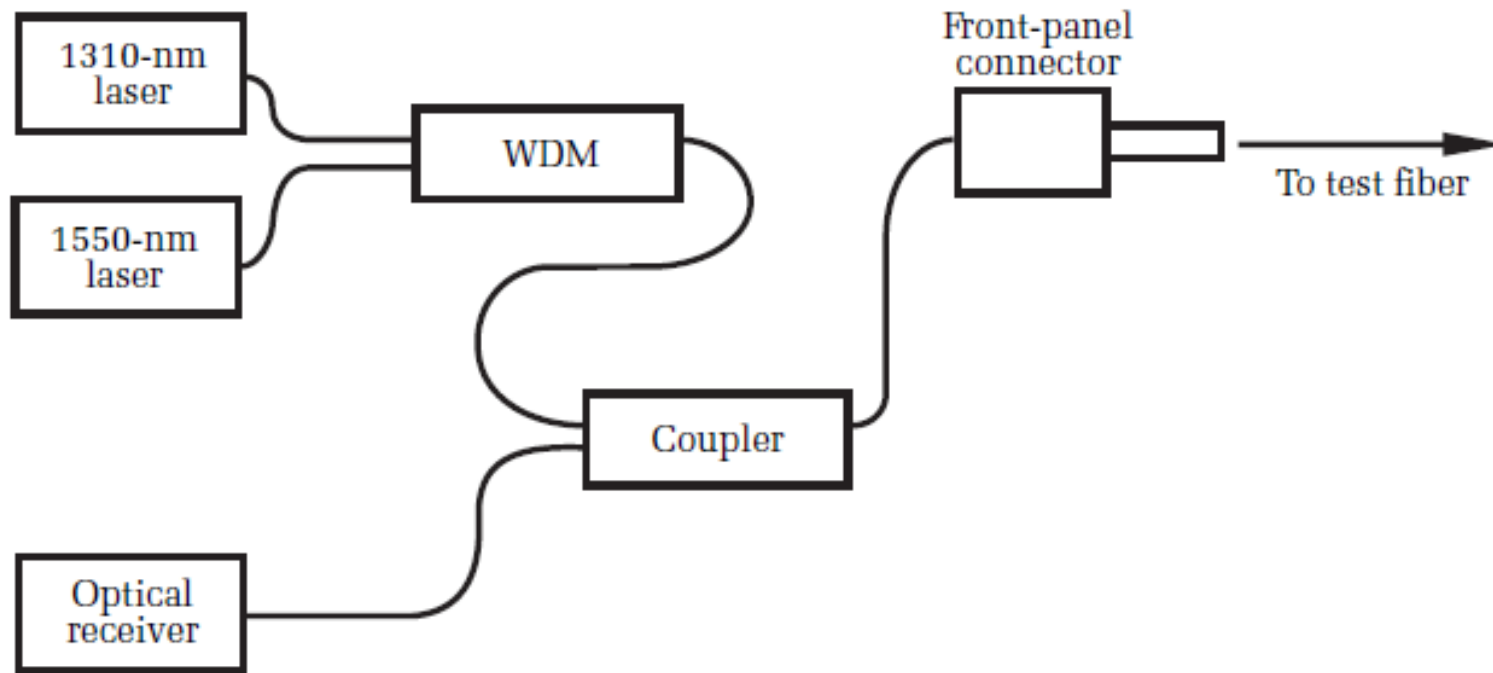 1310-nm
laser
1550-nm
laser
WDM
Front-panel
connector
To test fiber
Coupler
Optical
receiver